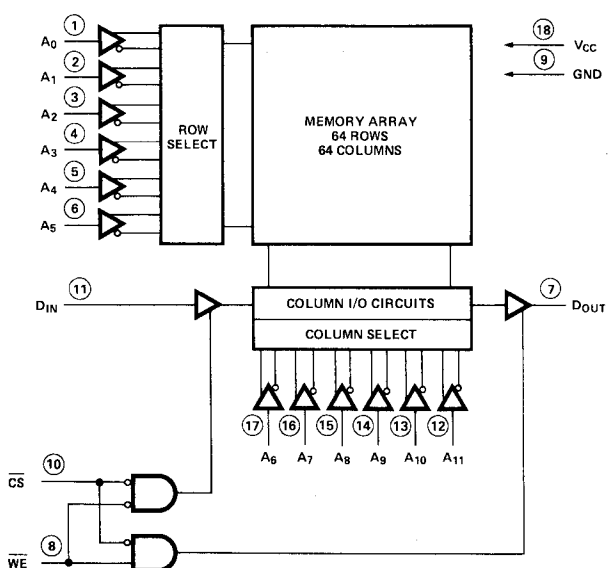 1
A0
2
A1
3
A2
4
A3
5
A4
6
A5
ROW
SELECT
MEMORY ARRAY
64 ROWS
64 COLUMNS
18
VCC
9
GND
11
DIN
COLUMN I/O CIRCUITS
COLUMN SELECT
7
DOUT
17
16
15
14
13
12
A6
A7
A8
A9
A10
A11
10
CS
8
WE